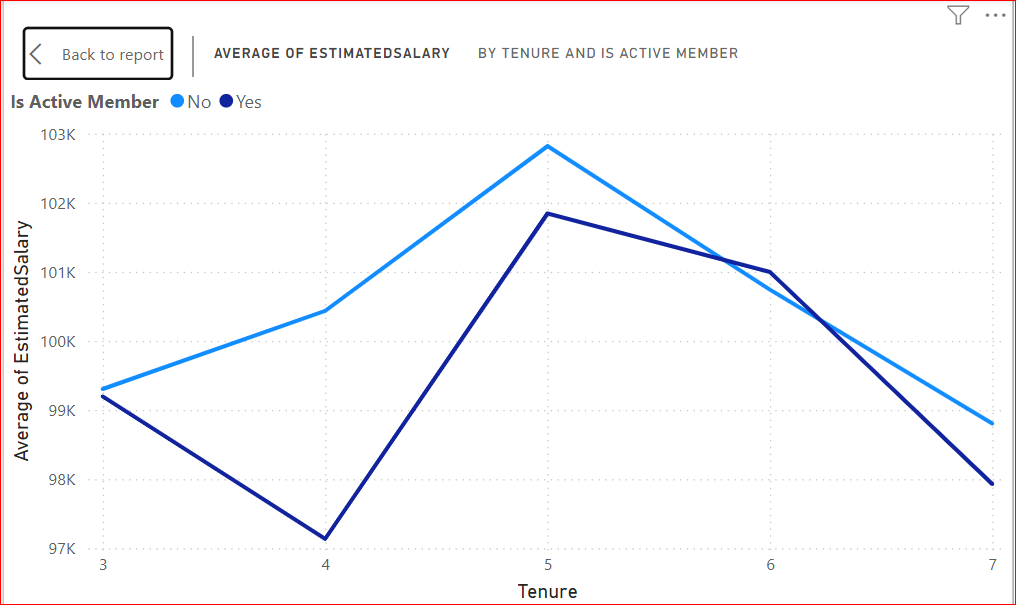 Back to report
AVERAGE OF ESTIMATEDSALARY BY TENURE AND IS ACTIVE MEMBER
Is Active Member No Yes
103K
102K
101K
100K
99K
98K
97K
Average of EstimatedSalary
3 4 5 6 7
Tenure